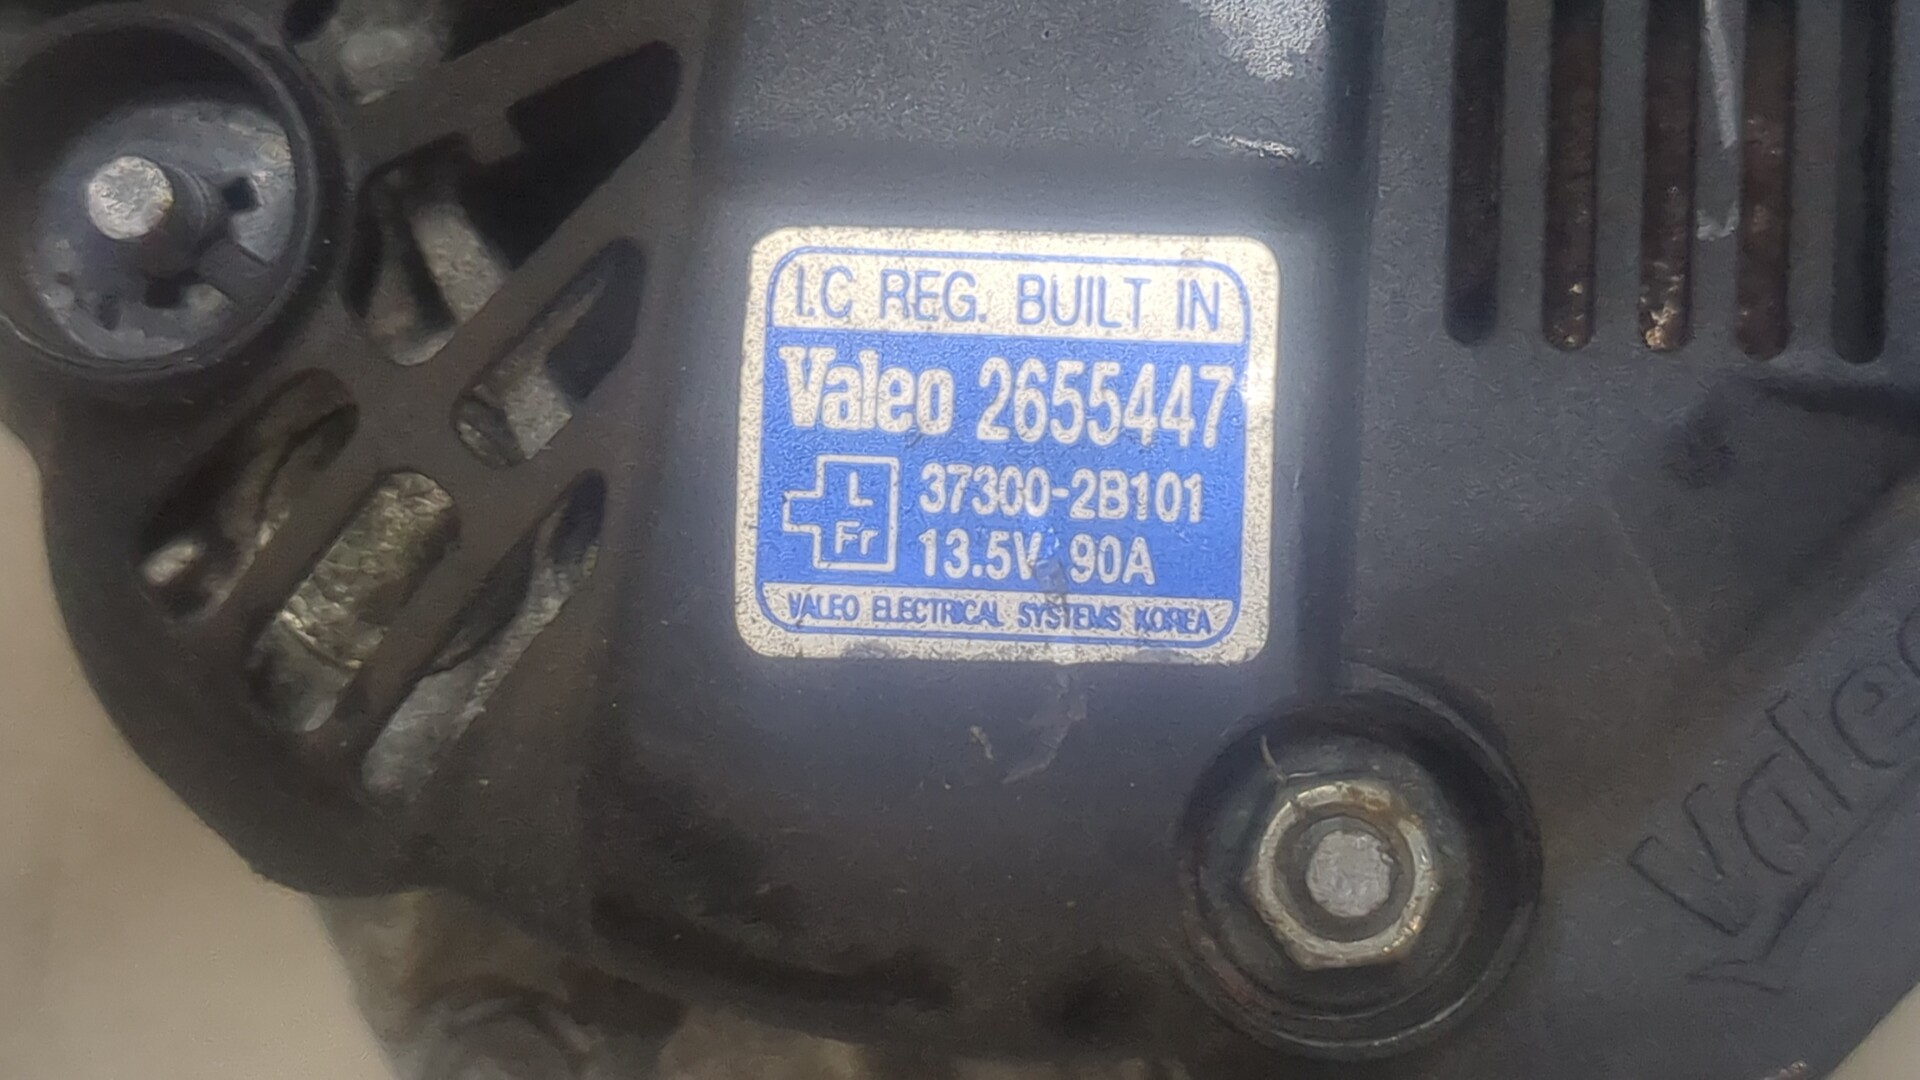 I.C REG. BUILT IN
Valeo 2655447
L
Fr
37300-2B101
13.5V 90A
VALEO ELECTRICAL SYSTEMS KOREA
Valeo